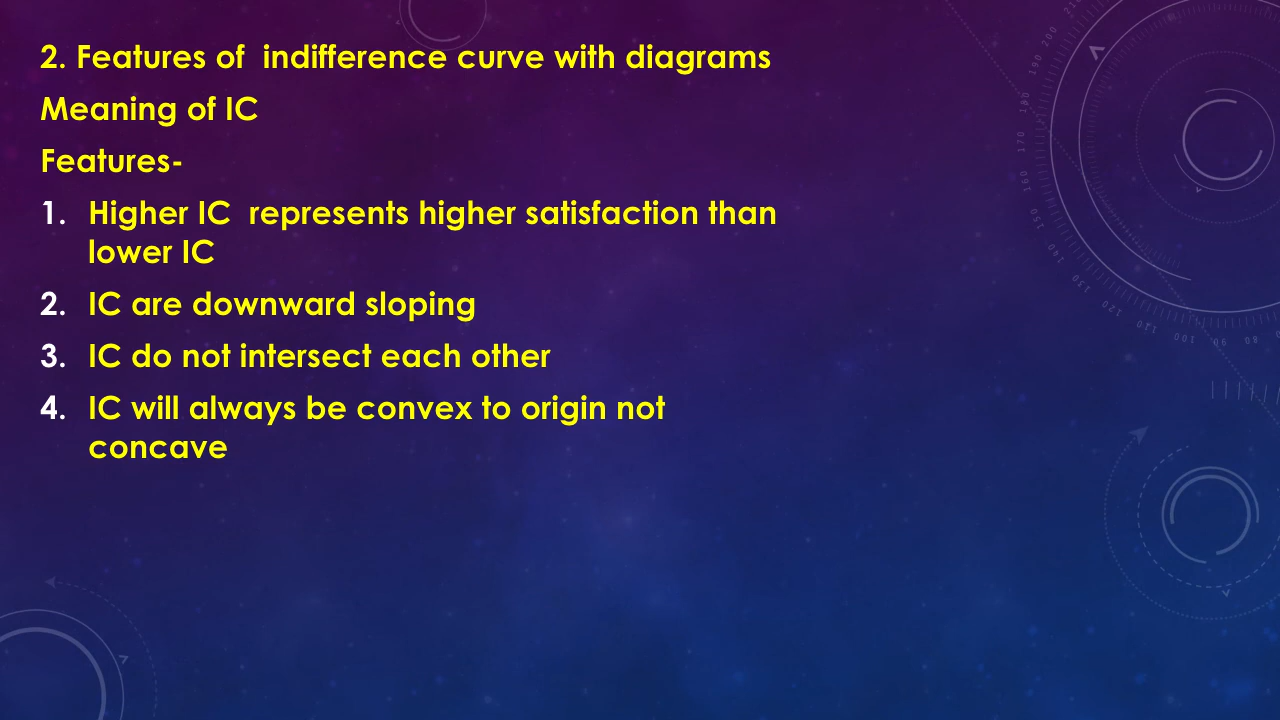 2. Features of  indifference curve with diagrams
Meaning of IC
Features-
1. Higher IC  represents higher satisfaction than
lower IC
2. IC are downward sloping
3. IC do not intersect each other
4. IC will always be convex to origin not
concave